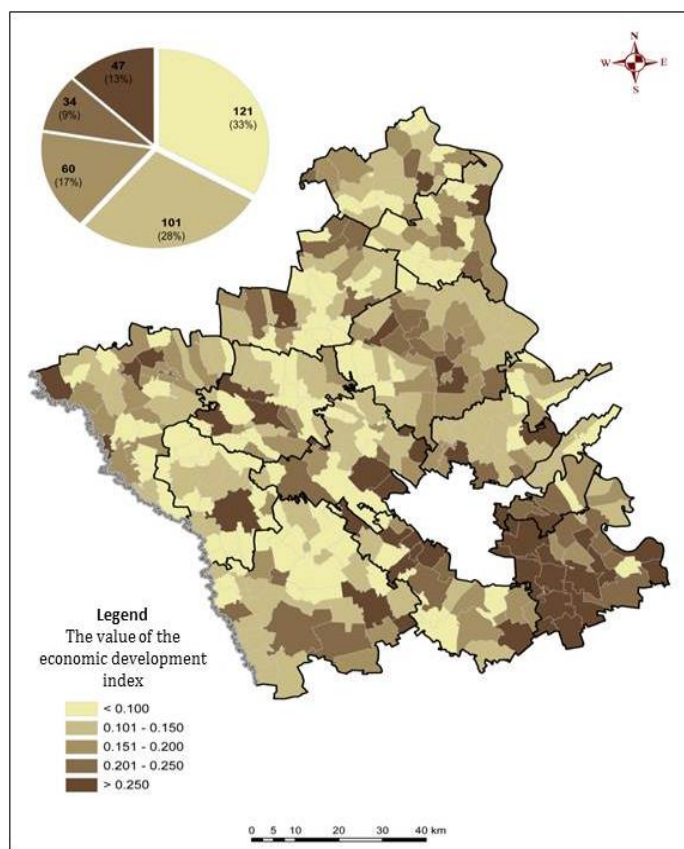 N
W E
S
47
(13%)
34
(9%)
121
(33%)
60
(17%)
101
(28%)
Legend
The value of the
economic development
index
< 0.100
0.101 - 0.150
0.151 - 0.200
0.201 - 0.250
> 0.250
0 5 10 20 30 40 km